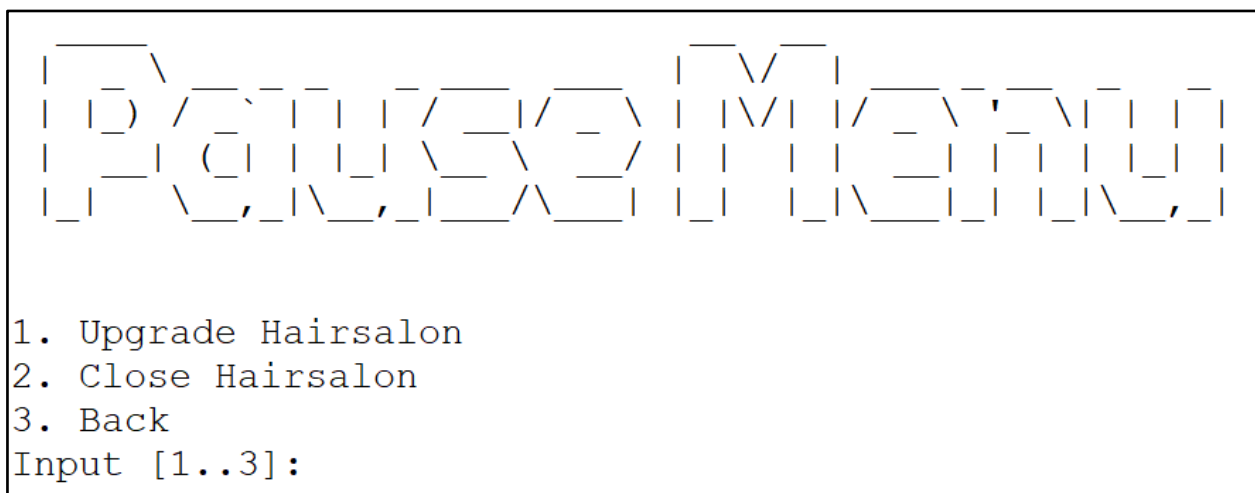 Pause Menu
1. Upgrade Hairsalon
2. Close Hairsalon
3. Back
Input [1..3]: